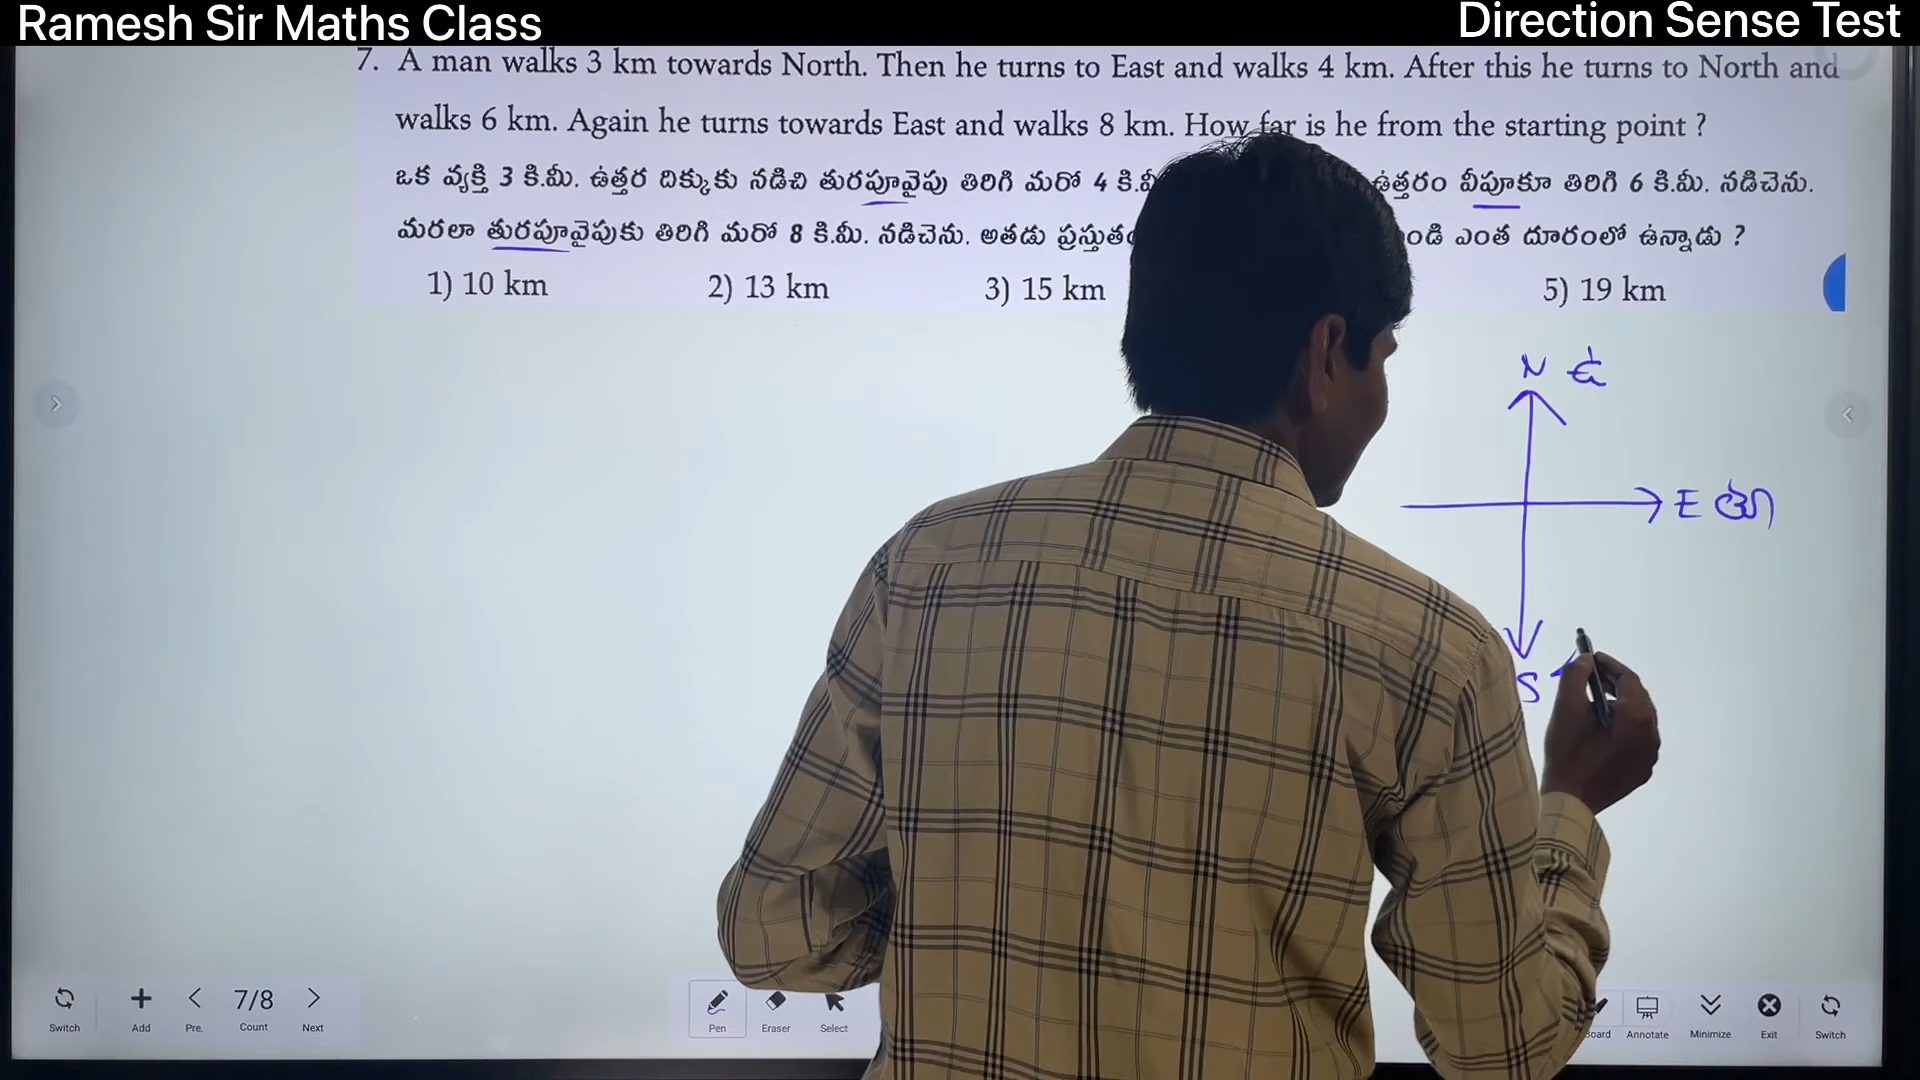 Ramesh Sir Maths Class
Direction Sense Test
7. A man walks 3 km towards North. Then he turns to East and walks 4 km. After this he turns to North and
walks 6 km. Again he turns towards East and walks 8 km. How far is he from the starting point ?
ఒక వ్యక్తి 3 కి.మీ. ఉత్తర దిక్కుకు నడిచి తురపూవైపు తిరిగి మరో 4 ఉత్తరం వీపూకూ తిరిగి 6 కి.మీ. నడిచెను.
మరలా తురపూవైపుకు తిరిగి మరో 8 కి.మీ. నడిచెను. అతడు ఎంత దూరంలో ఉన్నాడు ?
1) 10 km 2) 13 km 3) 15 km 5) 19 km
N ఉ
E తూ
S
7/8
Switch Add Pre. Count Next Pen Eraser Select Annotate Minimize Exit Switch